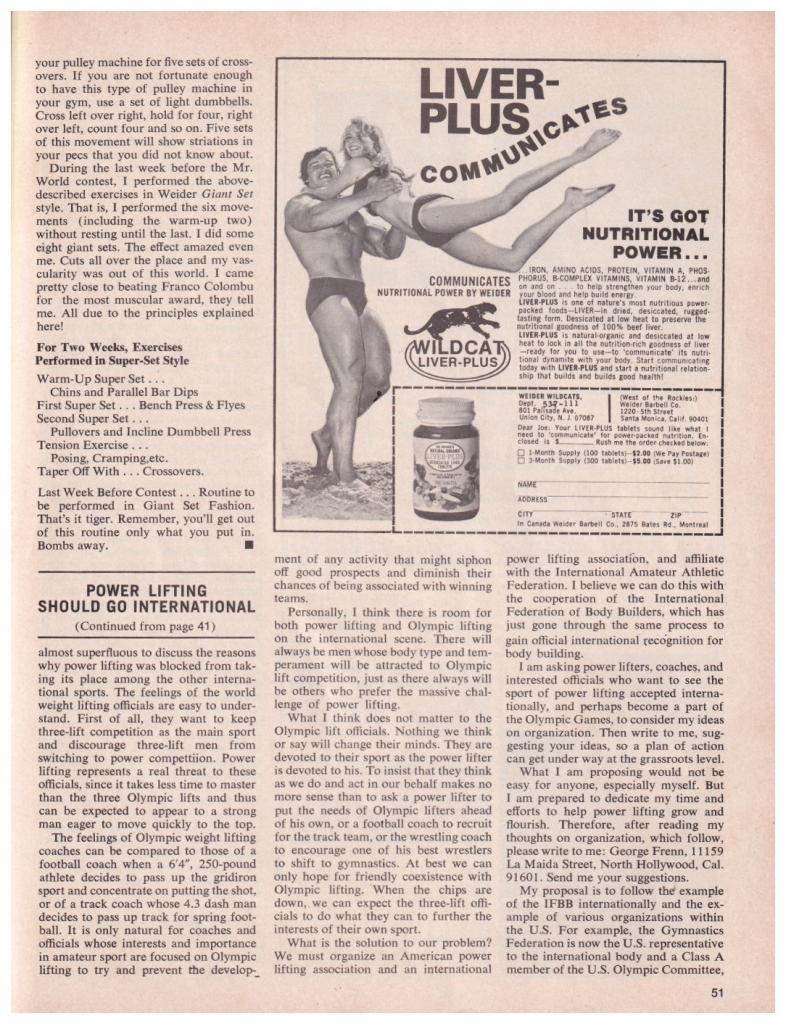 your pulley machine for five sets of cross-
overs. If you are not fortunate enough
to have this type of pulley machine in
your gym, use a set of light dumbbells.
Cross left over right, hold for four, right
over left, count four and so on. Five sets
of this movement will show striations in
your pecs that you did not know about.
During the last week before the Mr.
World contest, I performed the above-
described exercises in Weider Giant Set
style. That is, I performed the six move-
ments (including the warm-up two)
without resting until the last. I did some
eight giant sets. The effect amazed even
me. Cuts all over the place and my vas-
cularity was out of this world. I came
pretty close to beating Franco Colombu
for the most muscular award, they tell
me. All due to the principles explained
here!
For Two Weeks, Exercises
Performed in Super-Set Style
Warm-Up Super Set . . .
Chins and Parallel Bar Dips
First Super Set . . . Bench Press & Flyes
Second Super Set . . .
Pullovers and Incline Dumbbell Press
Tension Exercise . . .
Posing, Cramping,etc.
Taper Off With . . . Crossovers.
Last Week Before Contest . . . Routine to
be performed in Giant Set Fashion.
That's it tiger. Remember, you'll get out
of this routine only what you put in.
Bombs away.
LIVER-
PLUS
COMMUNICATES
IT'S GOT
NUTRITIONAL
POWER...
COMMUNICATES
NUTRITIONAL POWER BY WEIDER
WILDCAT
LIVER-PLUS
...IRON, AMINO ACIDS, PROTEIN, VITAMIN A, PHOS-
PHORUS, B-COMPLEX VITAMINS, VITAMIN B-12...and
on and on . . . to help strengthen your body, enrich
your blood and help build energy.
LIVER-PLUS is one of nature's most nutritious power-
packed foods—LIVER—in dried, desiccated, rugged-
tasting form. Dessicated at low heat to preserve the
nutritional goodness of 100% beef liver.
LIVER-PLUS is natural-organic and desiccated at low
heat to lock in all the nutrition-rich goodness of liver
—ready for you to use—to 'communicate' its nutri-
tional dynamite with your body. Start communicating
today with LIVER-PLUS and start a nutritional relation-
ship that builds and builds good health!
LIVER-PLUS
WEIDER WILDCATS,
Dept. 537-111
801 Palisade Ave.
Union City, N. J. 07087
(West of the Rockies:)
Weider Barbell Co.
1220-5th Street
Santa Monica, Calif. 90401
Dear Joe: Your LIVER-PLUS tablets sound like what I
need to 'communicate' for power-packed nutrition. En-
closed is $______ Rush me the order checked below:
☐ 1-Month Supply (100 tablets)—$2.00 (We Pay Postage)
☐ 3-Month Supply (300 tablets)—$5.00 (Save $1.00)
NAME
ADDRESS
CITY STATE ZIP
In Canada Weider Barbell Co., 2875 Bates Rd., Montreal
POWER LIFTING
SHOULD GO INTERNATIONAL
(Continued from page 41)
almost superfluous to discuss the reasons
why power lifting was blocked from tak-
ing its place among the other interna-
tional sports. The feelings of the world
weight lifting officials are easy to under-
stand. First of all, they want to keep
three-lift competition as the main sport
and discourage three-lift men from
switching to power competiion. Power
lifting represents a real threat to these
officials, since it takes less time to master
than the three Olympic lifts and thus
can be expected to appear to a strong
man eager to move quickly to the top.
The feelings of Olympic weight lifting
coaches can be compared to those of a
football coach when a 6'4", 250-pound
athlete decides to pass up the gridiron
sport and concentrate on putting the shot,
or of a track coach whose 4.3 dash man
decides to pass up track for spring foot-
ball. It is only natural for coaches and
officials whose interests and importance
in amateur sport are focused on Olympic
lifting to try and prevent the develop-
ment of any activity that might siphon
off good prospects and diminish their
chances of being associated with winning
teams.
Personally, I think there is room for
both power lifting and Olympic lifting
on the international scene. There will
always be men whose body type and tem-
perament will be attracted to Olympic
lift competition, just as there always will
be others who prefer the massive chal-
lenge of power lifting.
What I think does not matter to the
Olympic lift officials. Nothing we think
or say will change their minds. They are
devoted to their sport as the power lifter
is devoted to his. To insist that they think
as we do and act in our behalf makes no
more sense than to ask a power lifter to
put the needs of Olympic lifters ahead
of his own, or a football coach to recruit
for the track team, or the wrestling coach
to encourage one of his best wrestlers
to shift to gymnastics. At best we can
only hope for friendly coexistence with
Olympic lifting. When the chips are
down, we can expect the three-lift offi-
cials to do what they can to further the
interests of their own sport.
What is the solution to our problem?
We must organize an American power
lifting association and an international
power lifting association, and affiliate
with the International Amateur Athletic
Federation. I believe we can do this with
the cooperation of the International
Federation of Body Builders, which has
just gone through the same process to
gain official international recognition for
body building.
I am asking power lifters, coaches, and
interested officials who want to see the
sport of power lifting accepted interna-
tionally, and perhaps become a part of
the Olympic Games, to consider my ideas
on organization. Then write to me, sug-
gesting your ideas, so a plan of action
can get under way at the grassroots level.
What I am proposing would not be
easy for anyone, especially myself. But
I am prepared to dedicate my time and
efforts to help power lifting grow and
flourish. Therefore, after reading my
thoughts on organization, which follow,
please write to me: George Frenn, 11159
La Maida Street, North Hollywood, Cal.
91601. Send me your suggestions.
My proposal is to follow the example
of the IFBB internationally and the ex-
ample of various organizations within
the U.S. For example, the Gymnastics
Federation is now the U.S. representative
to the international body and a Class A
member of the U.S. Olympic Committee,
51